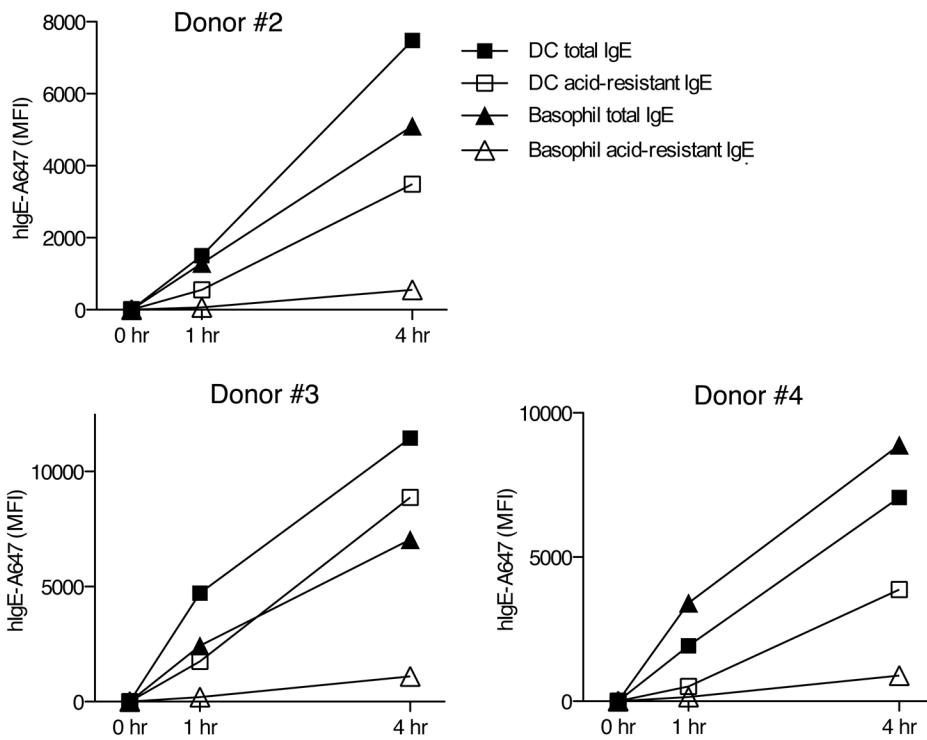 Donor #2
8000
6000
4000
2000
0
hIgE-A647 (MFI)
0 hr
1 hr
4 hr
DC total IgE
DC acid-resistant IgE
Basophil total IgE
Basophil acid-resistant IgE
Donor #3
10000
5000
0
hIgE-A647 (MFI)
0 hr
1 hr
4 hr
Donor #4
10000
5000
0
hIgE-A647 (MFI)
0 hr
1 hr
4 hr